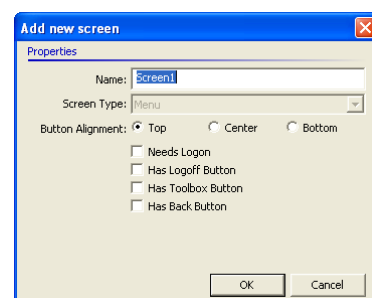 Add new screen
Properties
Name: Screen1
Screen Type: Menu
Button Alignment: Top Center Bottom
Needs Logon
Has Logoff Button
Has Toolbox Button
Has Back Button
OK Cancel